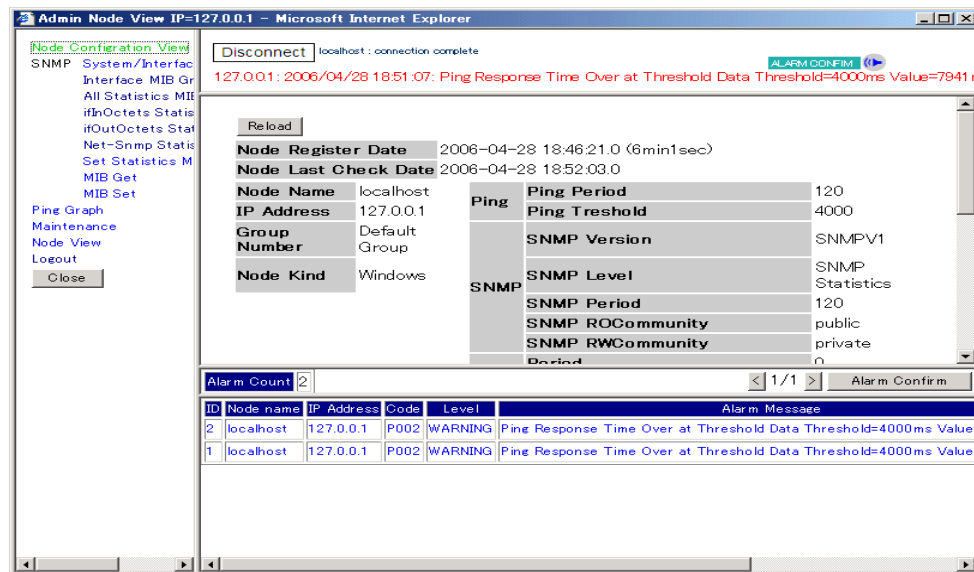 Admin Node View IP=127.0.0.1 - Microsoft Internet Explorer
Node Configration View
SNMP System/Interfac
Interface MIB Gr
All Statistics MIE
ifInOctets Statis
ifOutOctets Stat
Net-Snmp Statis
Set Statistics M
MIB Get
MIB Set
Ping Graph
Maintenance
Node View
Logout
Close
Disconnect localhost : connection complete
ALARM CONFIM
127.0.0.1 : 2006/04/28 18:51:07: Ping Response Time Over at Threshold Data Threshold=4000ms Value=7941
Reload
Node Register Date 2006-04-28 18:46:21.0 (6min1sec)
Node Last Check Date 2006-04-28 18:52:03.0
Node Name localhost
IP Address 127.0.0.1
Group Number Default Group
Node Kind Windows
Ping
Ping Period 120
Ping Treshold 4000
SNMP
SNMP Version SNMPV1
SNMP Level SNMP Statistics
SNMP Period 120
SNMP ROCommunity public
SNMP RWCommunity private
Period 0
Alarm Count 2
< 1/1 > Alarm Confirm
ID Node name IP Address Code Level Alarm Message
2 localhost 127.0.0.1 P002 WARNING Ping Response Time Over at Threshold Data Threshold=4000ms Value
1 localhost 127.0.0.1 P002 WARNING Ping Response Time Over at Threshold Data Threshold=4000ms Value